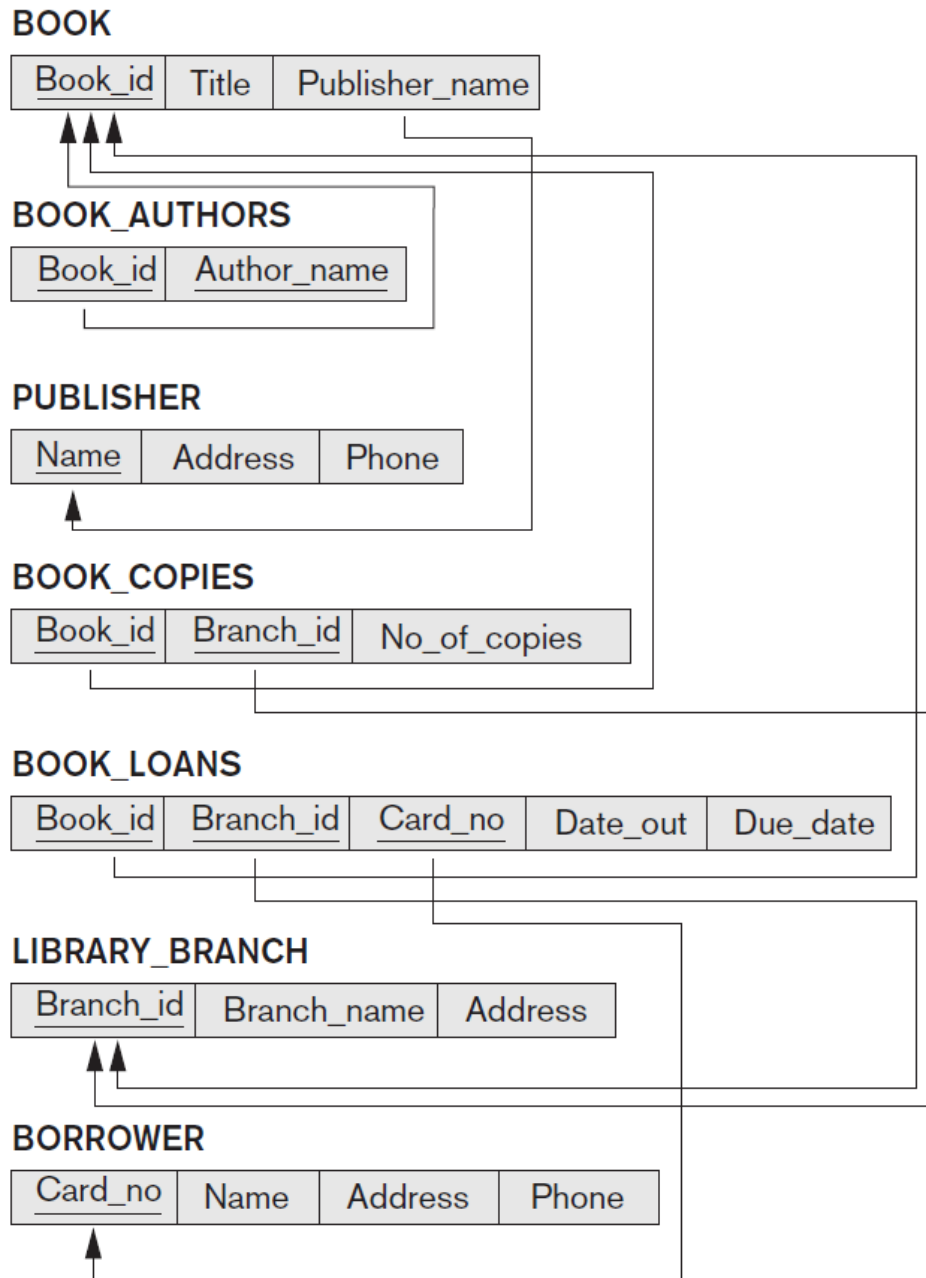 BOOK
Book_id Title Publisher_name
BOOK_AUTHORS
Book_id Author_name
PUBLISHER
Name Address Phone
BOOK_COPIES
Book_id Branch_id No_of_copies
BOOK_LOANS
Book_id Branch_id Card_no Date_out Due_date
LIBRARY_BRANCH
Branch_id Branch_name Address
BORROWER
Card_no Name Address Phone